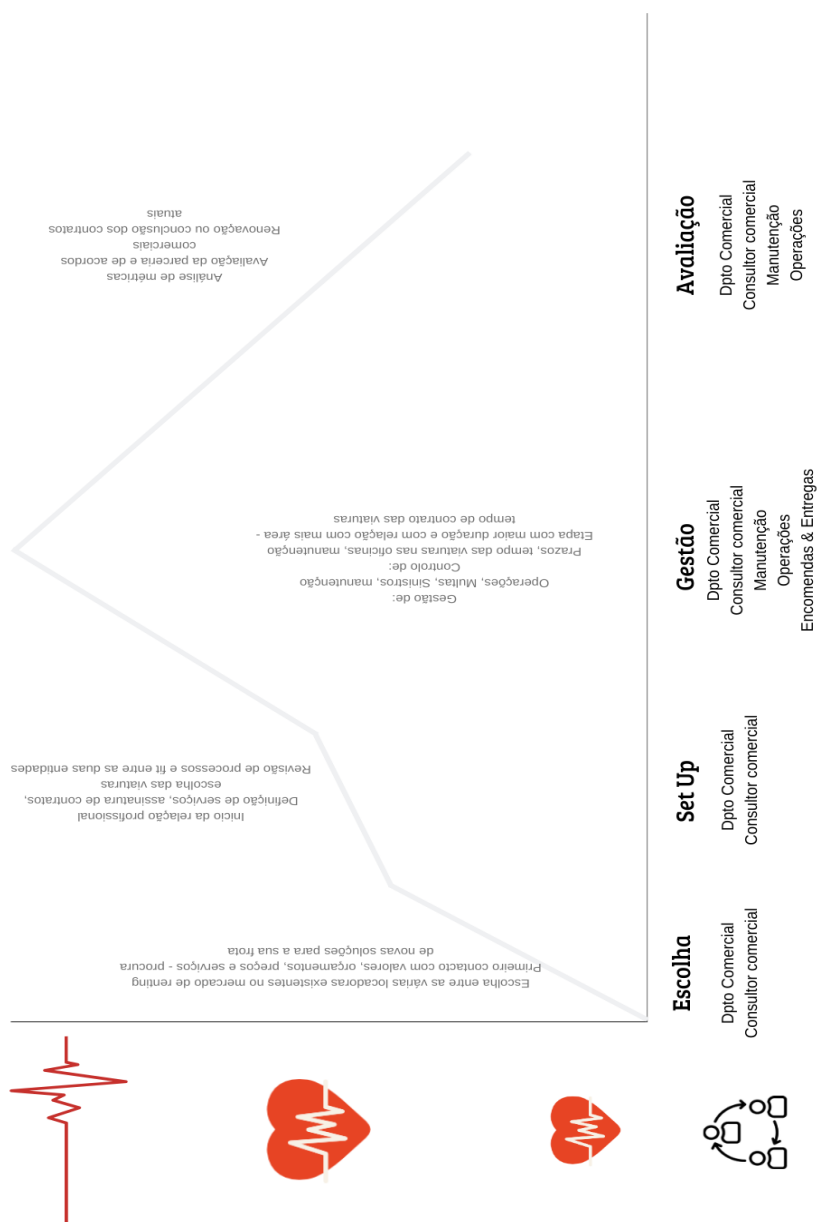 Escolha entre as várias locadoras existentes no mercado de renting
Primeiro contacto com valores, orçamentos, preços e serviços - procura
de novas soluções para a sua frota
Inicio da relação profissional
Definição de serviços, assinatura de contratos,
escolha das viaturas
Revisão de processos e fit entre as duas entidades
Gestão de:
Operações, Multas, Sinistros, manutenção
Controlo de:
Prazos, tempo das viaturas nas oficinas, manutenção
Etapa com maior duração e com relação com mais área -
tempo de contrato das viaturas
Análise de métricas
Avaliação da parceria e de acordos
comerciais
Renovação ou conclusão dos contratos
atuais
Escolha
Dpto Comercial
Consultor comercial
Set Up
Dpto Comercial
Consultor comercial
Gestão
Dpto Comercial
Consultor comercial
Manutenção
Operações
Encomendas & Entregas
Avaliação
Dpto Comercial
Consultor comercial
Manutenção
Operações